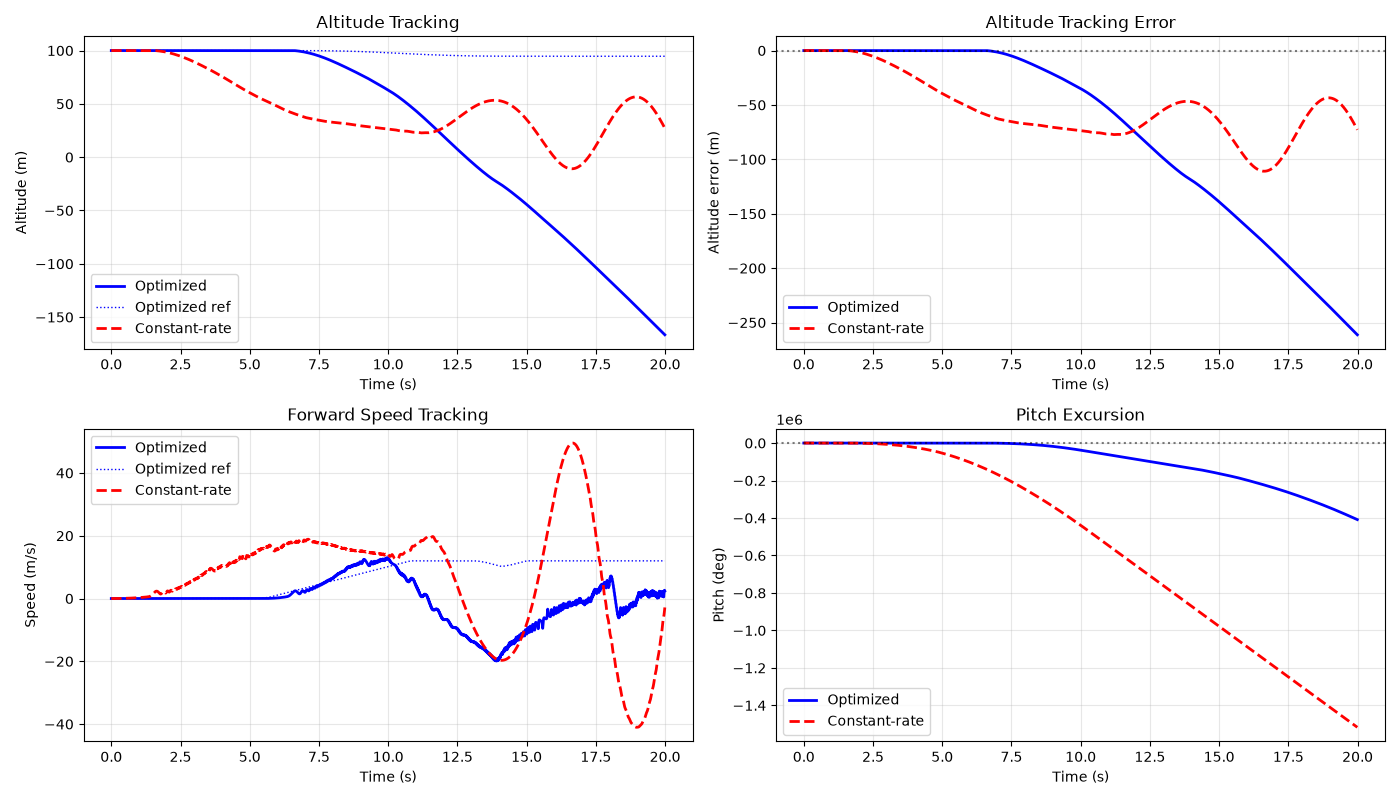 Altitude Tracking
Altitude (m)
100
50
0
−50
−100
−150
Optimized
Optimized ref
Constant-rate
0.0 2.5 5.0 7.5 10.0 12.5 15.0 17.5 20.0
Time (s)
Altitude Tracking Error
Altitude error (m)
0
−50
−100
−150
−200
−250
Optimized
Constant-rate
0.0 2.5 5.0 7.5 10.0 12.5 15.0 17.5 20.0
Time (s)
Forward Speed Tracking
Speed (m/s)
40
20
0
−20
−40
Optimized
Optimized ref
Constant-rate
0.0 2.5 5.0 7.5 10.0 12.5 15.0 17.5 20.0
Time (s)
Pitch Excursion
1e6
Pitch (deg)
0.0
−0.2
−0.4
−0.6
−0.8
−1.0
−1.2
−1.4
Optimized
Constant-rate
0.0 2.5 5.0 7.5 10.0 12.5 15.0 17.5 20.0
Time (s)